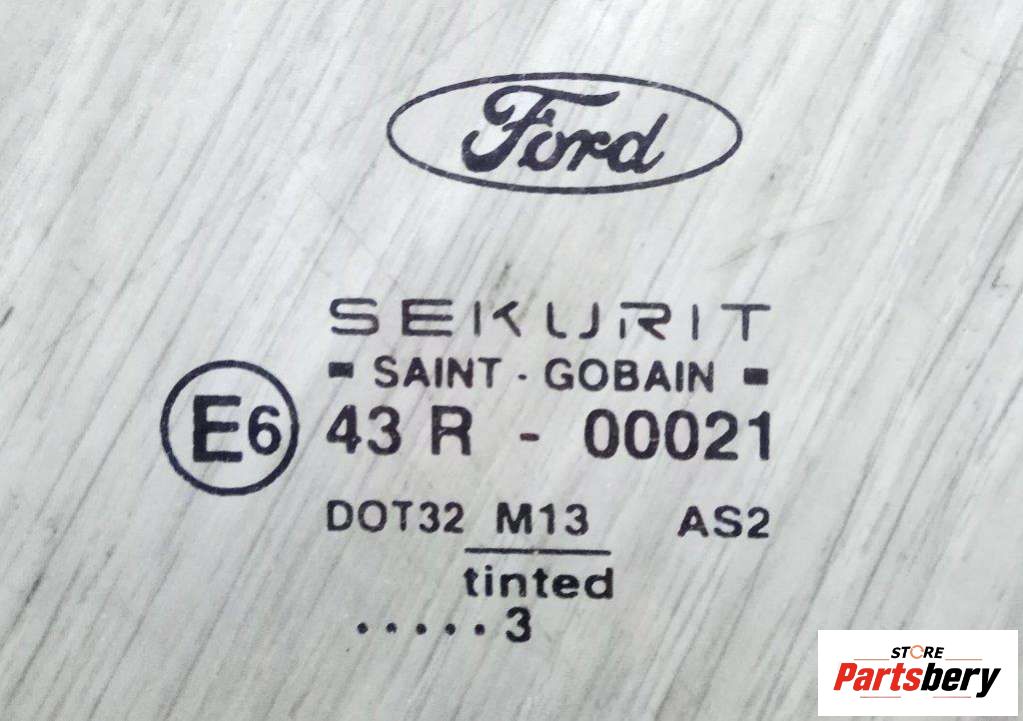 Ford
SEKURIT
- SAINT - GOBAIN -
E6 43 R - 00021
DOT32 M13 AS2
tinted
.....3
STORE
Partsbery